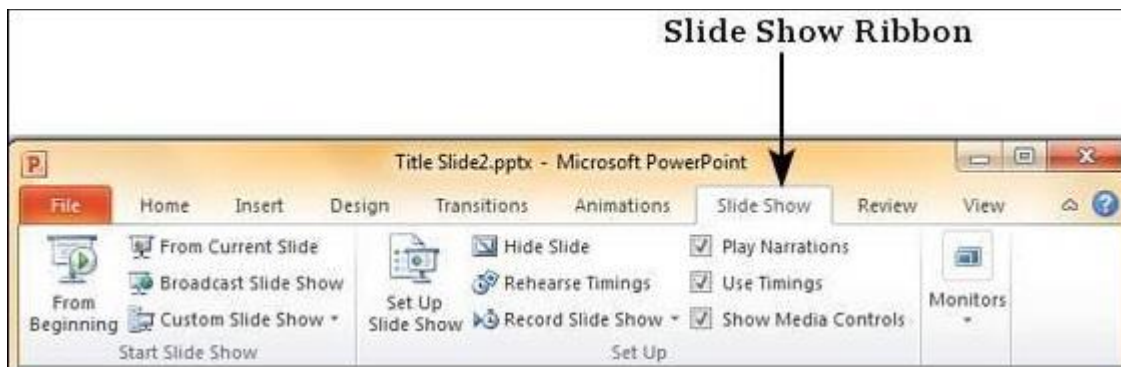 Slide Show Ribbon
P
Title Slide2.pptx - Microsoft PowerPoint
File Home Insert Design Transitions Animations Slide Show Review View ?
From Beginning
From Current Slide
Broadcast Slide Show
Custom Slide Show
Start Slide Show
Set Up
Slide Show
Hide Slide
Rehearse Timings
Record Slide Show
Play Narrations
Use Timings
Show Media Controls
Set Up
Monitors